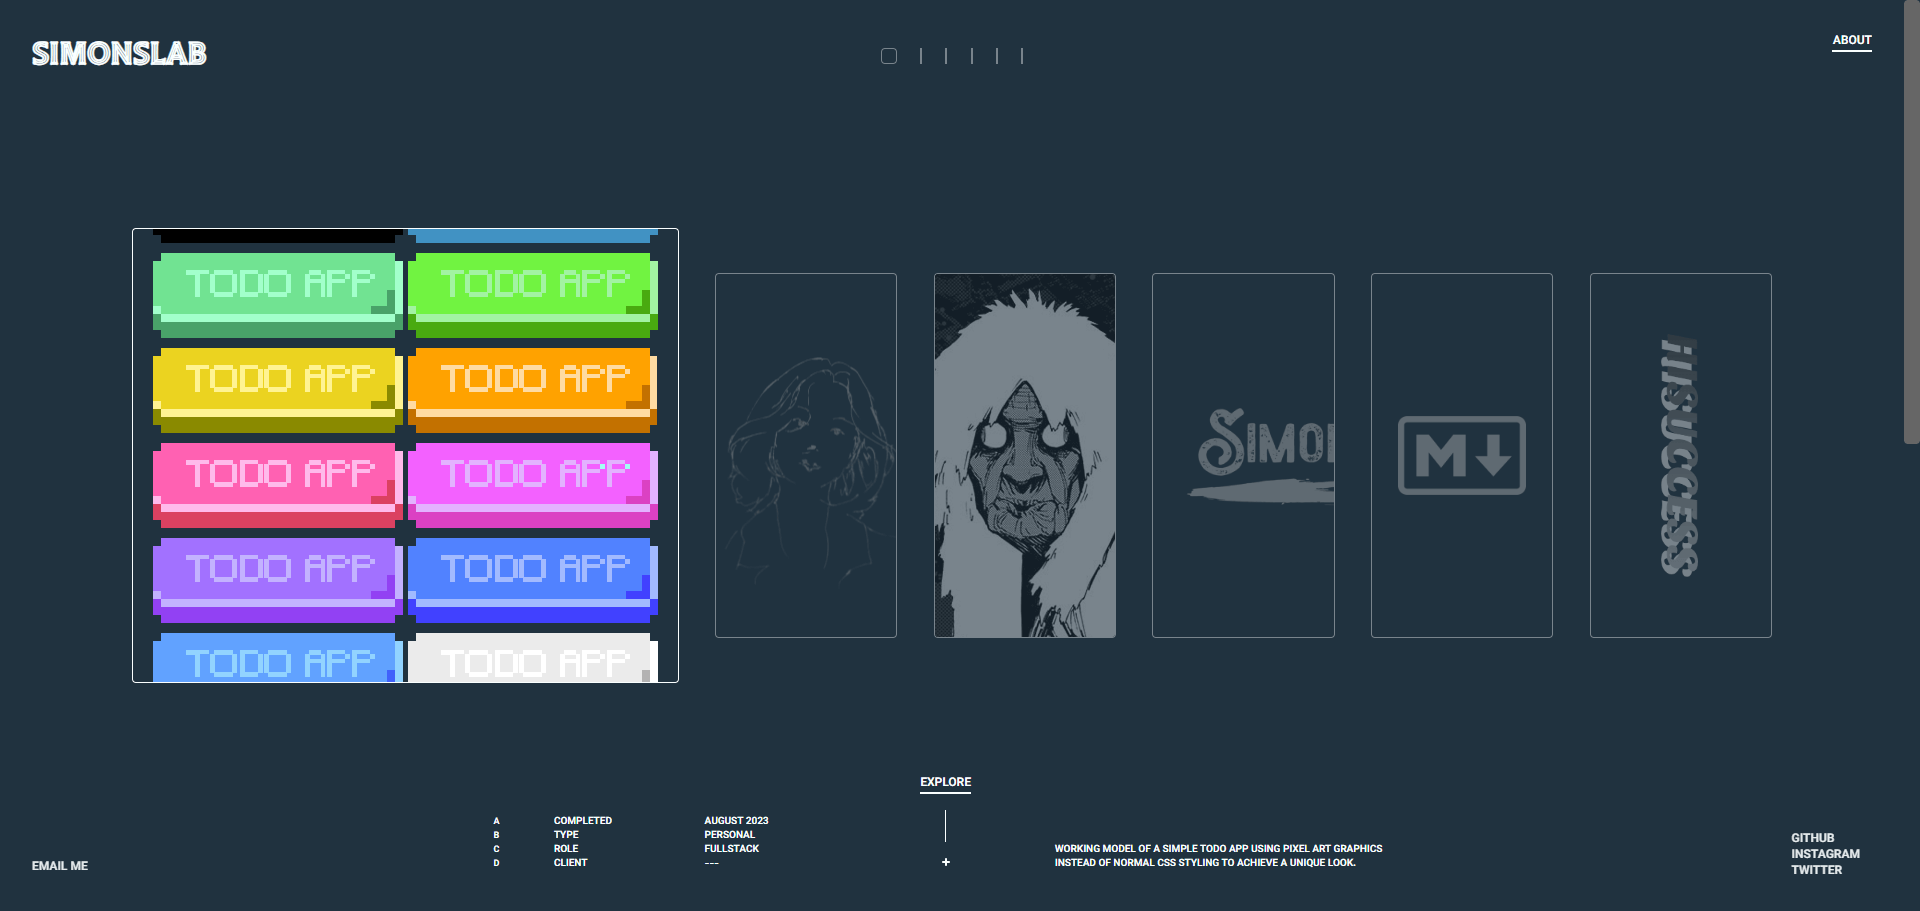 SIMONSLAB
ABOUT
TODO APP TODO APP
TODO APP TODO APP
TODO APP TODO APP
TODO APP TODO APP
TODO APP TODO APP
SIMO
M
SUCCESS
EXPLORE
A COMPLETED AUGUST 2023
B TYPE PERSONAL
C ROLE FULLSTACK
D CLIENT ---
WORKING MODEL OF A SIMPLE TODO APP USING PIXEL ART GRAPHICS
INSTEAD OF NORMAL CSS STYLING TO ACHIEVE A UNIQUE LOOK.
EMAIL ME
GITHUB
INSTAGRAM
TWITTER